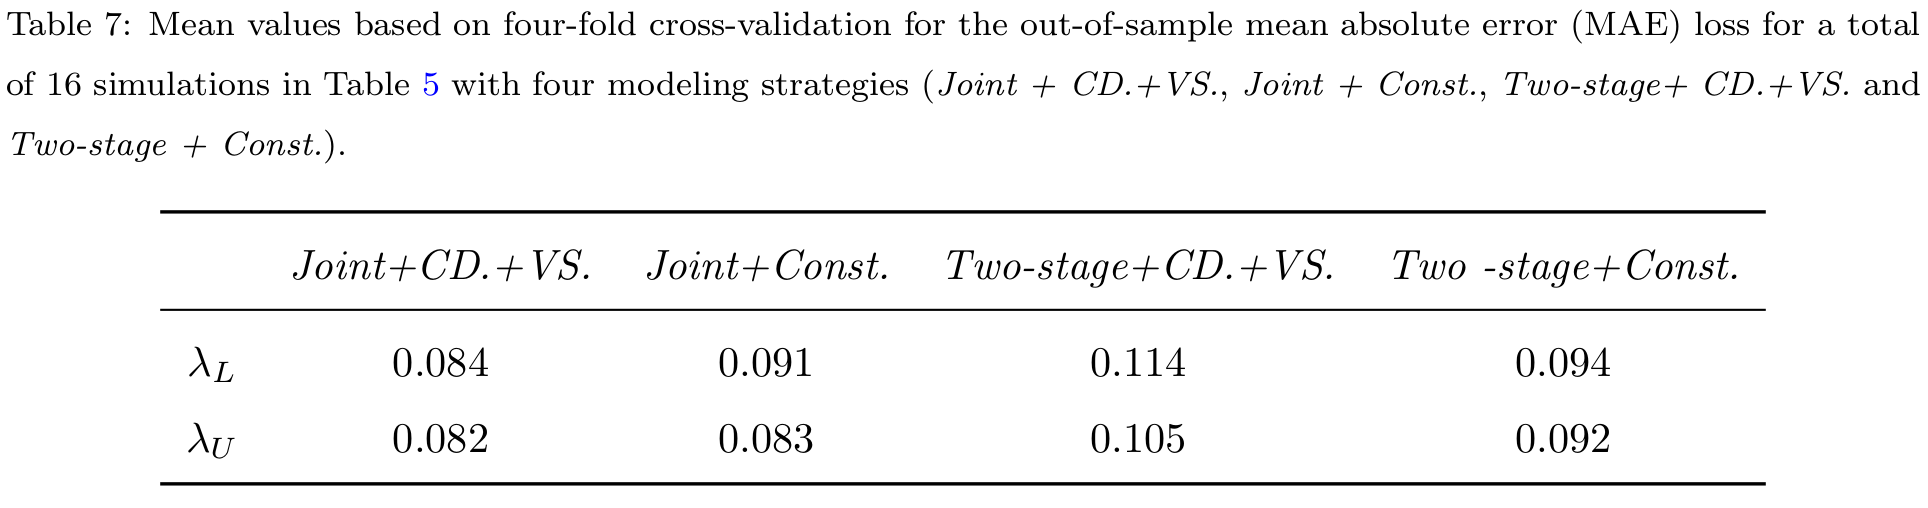 Table 7: Mean values based on four-fold cross-validation for the out-of-sample mean absolute error (MAE) loss for a total
of 16 simulations in Table 5 with four modeling strategies (Joint + CD.+VS., Joint + Const., Two-stage+ CD.+VS. and
Two-stage + Const.).
Joint+CD.+VS. Joint+Const. Two-stage+CD.+VS. Two -stage+Const.
λL 0.084 0.091 0.114 0.094
λU 0.082 0.083 0.105 0.092